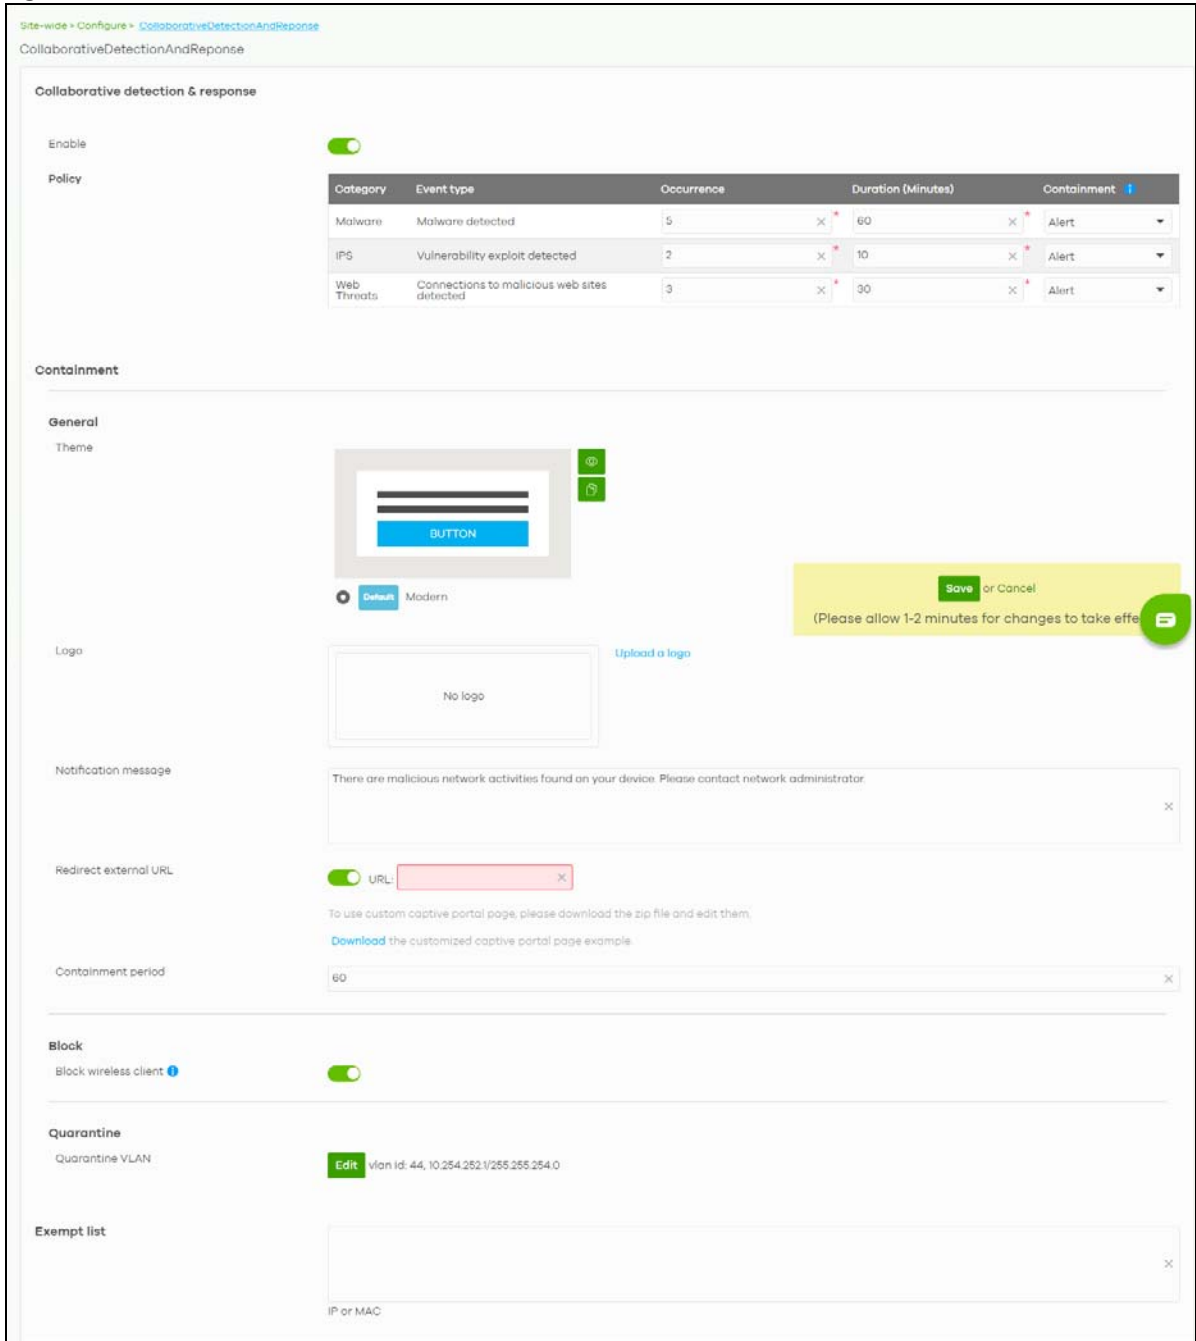 Site-wide > Configure > CollaborativeDetectionAndReponse
CollaborativeDetectionAndReponse
Collaborative detection & response
Enable
Policy
Category Event type Occurrence Duration (Minutes) Containment i
Malware Malware detected 5 × * 60 × * Alert
IPS Vulnerability exploit detected 2 × * 10 × * Alert
Web Threats Connections to malicious web sites detected 3 × * 30 × * Alert
Containment
General
Theme
BUTTON
Default Modern
Save or Cancel
(Please allow 1-2 minutes for changes to take effe
Logo
No logo
Upload a logo
Notification message
There are malicious network activities found on your device. Please contact network administrator.
×
Redirect external URL
URL: ×
To use custom captive portal page, please download the zip file and edit them.
Download the customized captive portal page example.
Containment period
60 ×
Block
Block wireless client i
Quarantine
Quarantine VLAN
Edit vlan id: 44, 10.254.252.1/255.255.254.0
Exempt list
×
IP or MAC